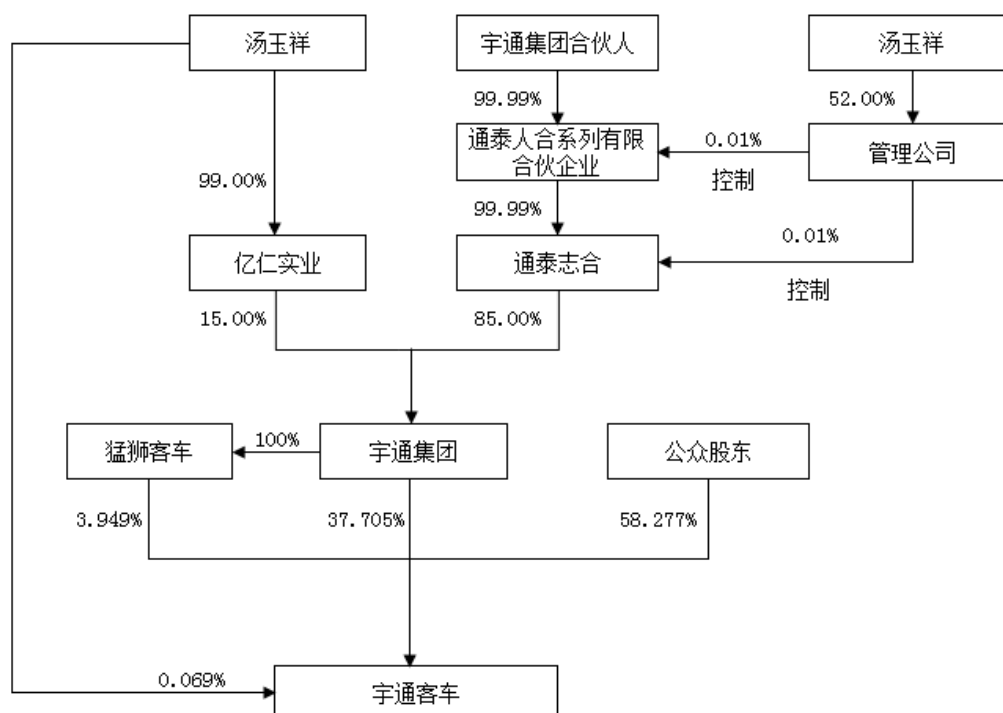 汤玉祥
宇通集团合伙人
汤玉祥
99.99%
52.00%
通泰人合系列有限
合伙企业
0.01%
管理公司
控制
99.00%
99.99%
0.01%
亿仁实业
通泰志合
控制
15.00%
85.00%
猛狮客车
100%
宇通集团
公众股东
3.949%
37.705%
58.277%
0.069%
宇通客车